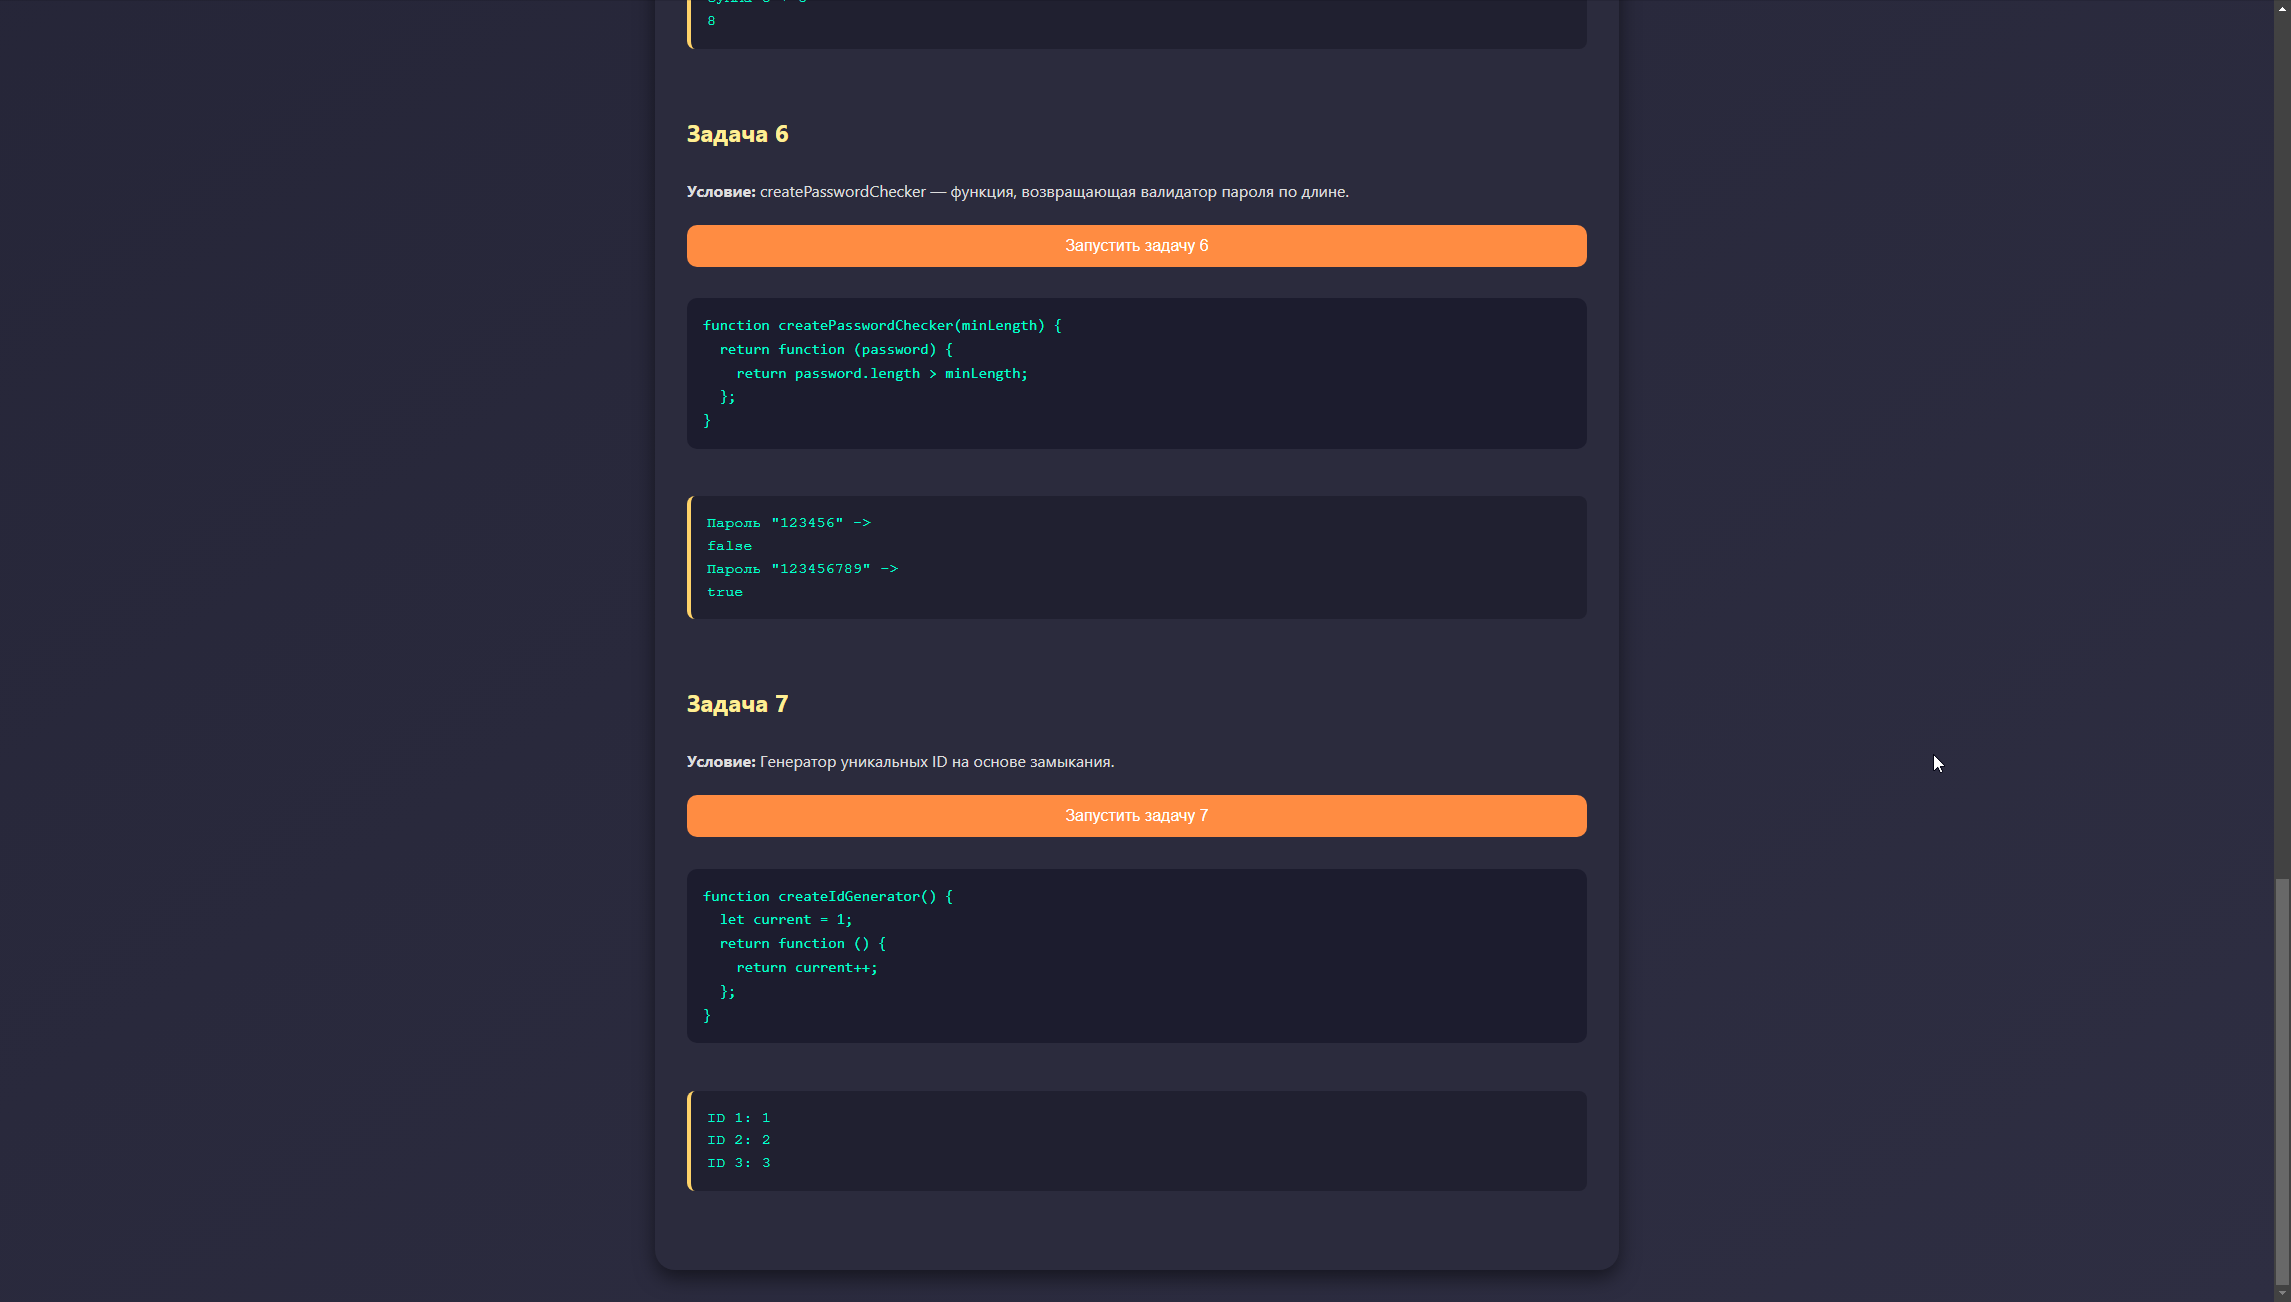 8
Задача 6
Условие: createPasswordChecker — функция, возвращающая валидатор пароля по длине.
Запустить задачу 6
function createPasswordChecker(minLength) {
  return function (password) {
    return password.length > minLength;
  };
}
Пароль "123456" ->
false
Пароль "123456789" ->
true
Задача 7
Условие: Генератор уникальных ID на основе замыкания.
Запустить задачу 7
function createIdGenerator() {
  let current = 1;
  return function () {
    return current++;
  };
}
ID 1: 1
ID 2: 2
ID 3: 3